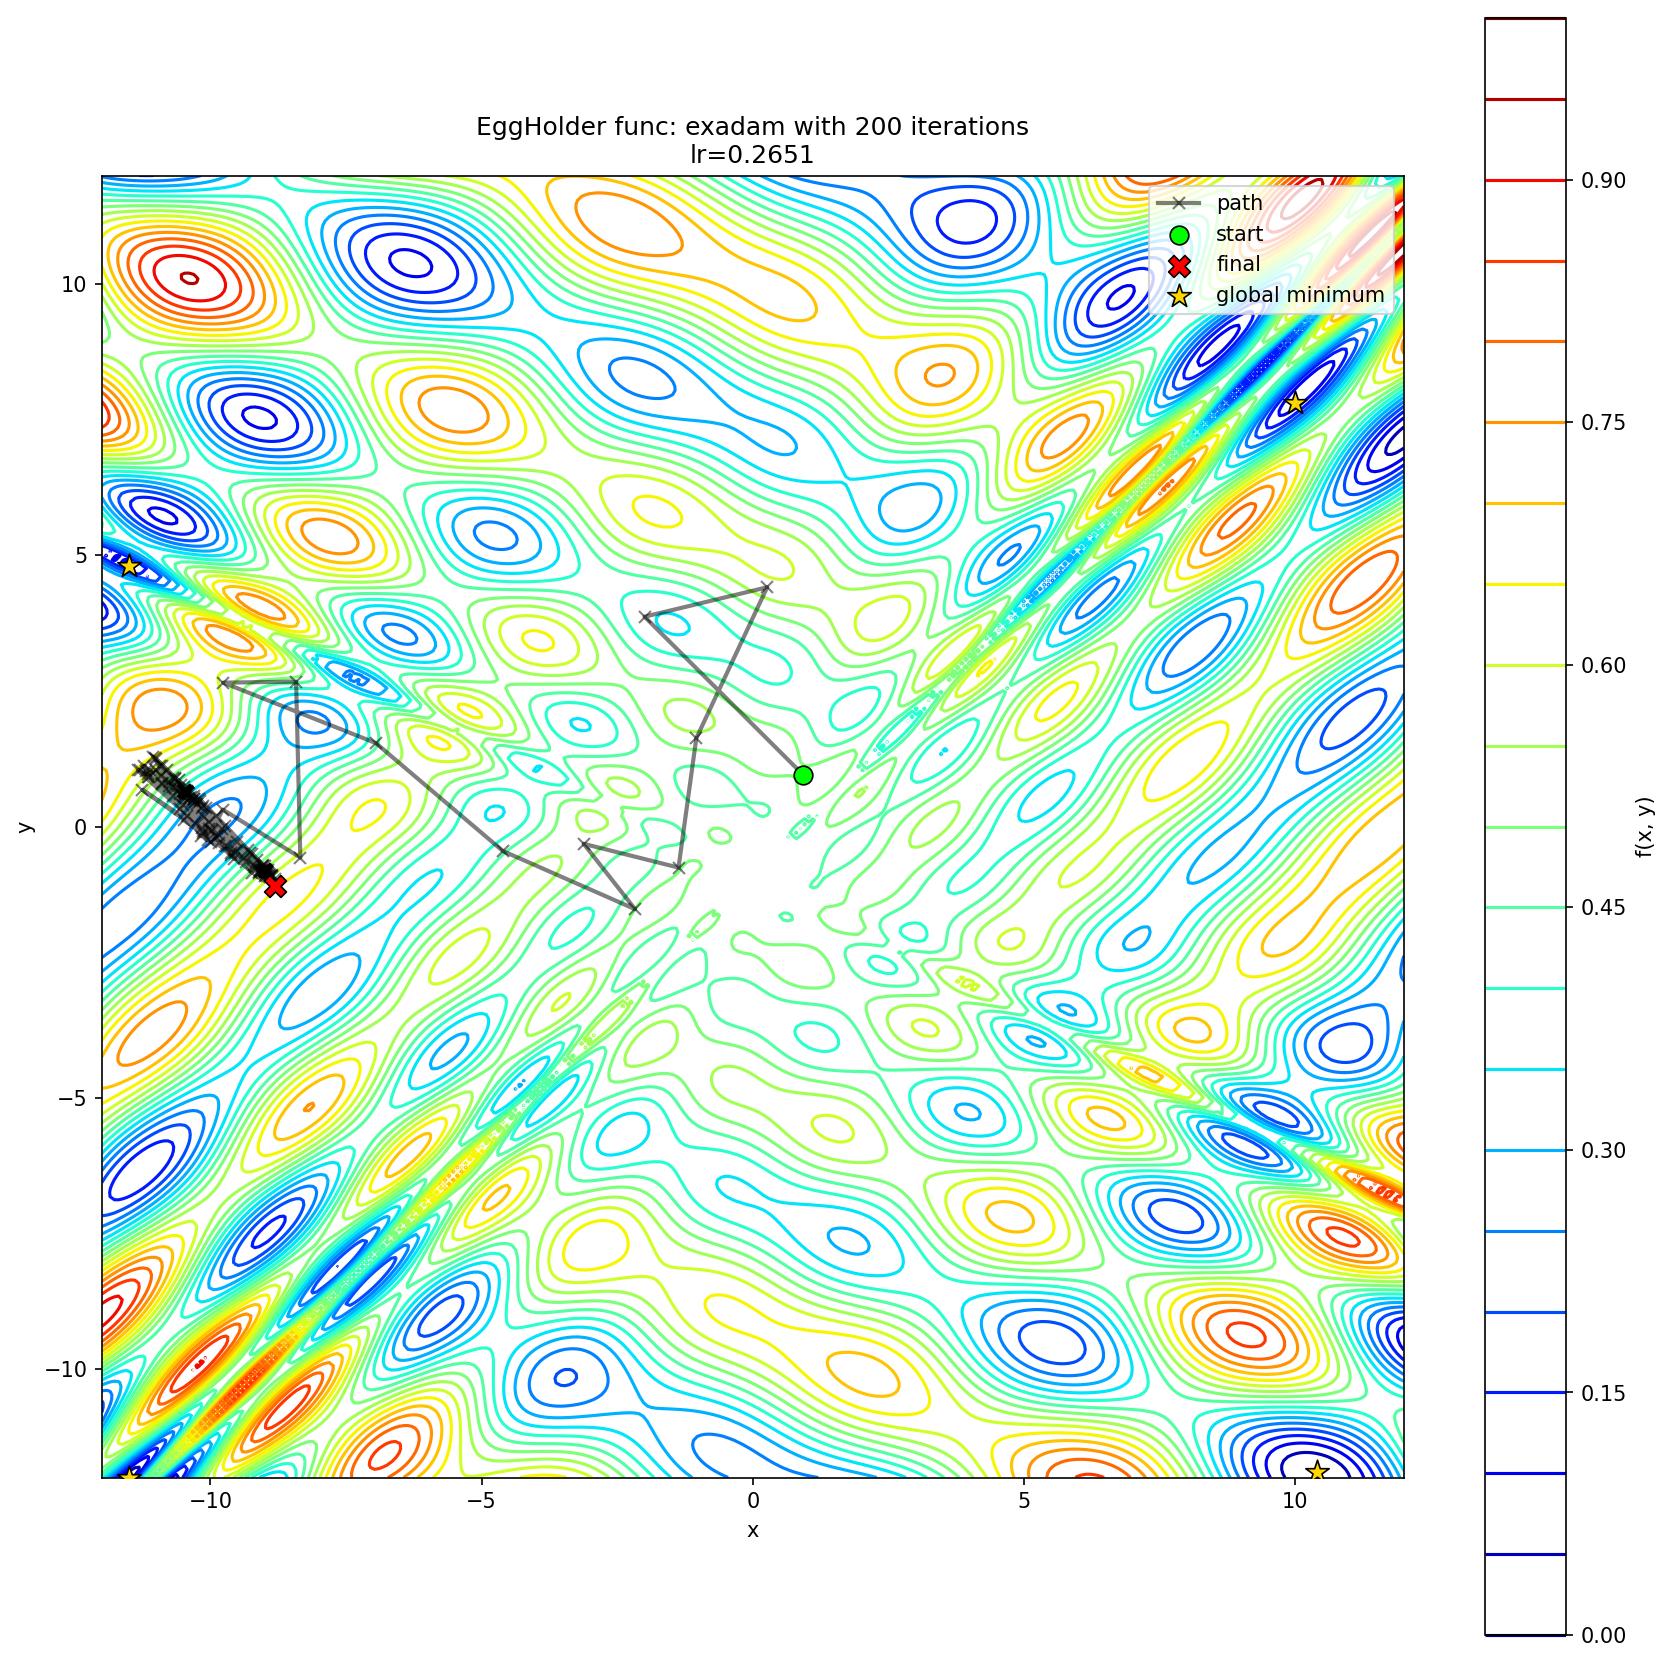 EggHolder func: exadam with 200 iterations
lr=0.2651
path
start
final
global minimum
10
5
0
−5
−10
y
−10
−5
0
5
10
x
0.90
0.75
0.60
0.45
0.30
0.15
0.00
f(x, y)